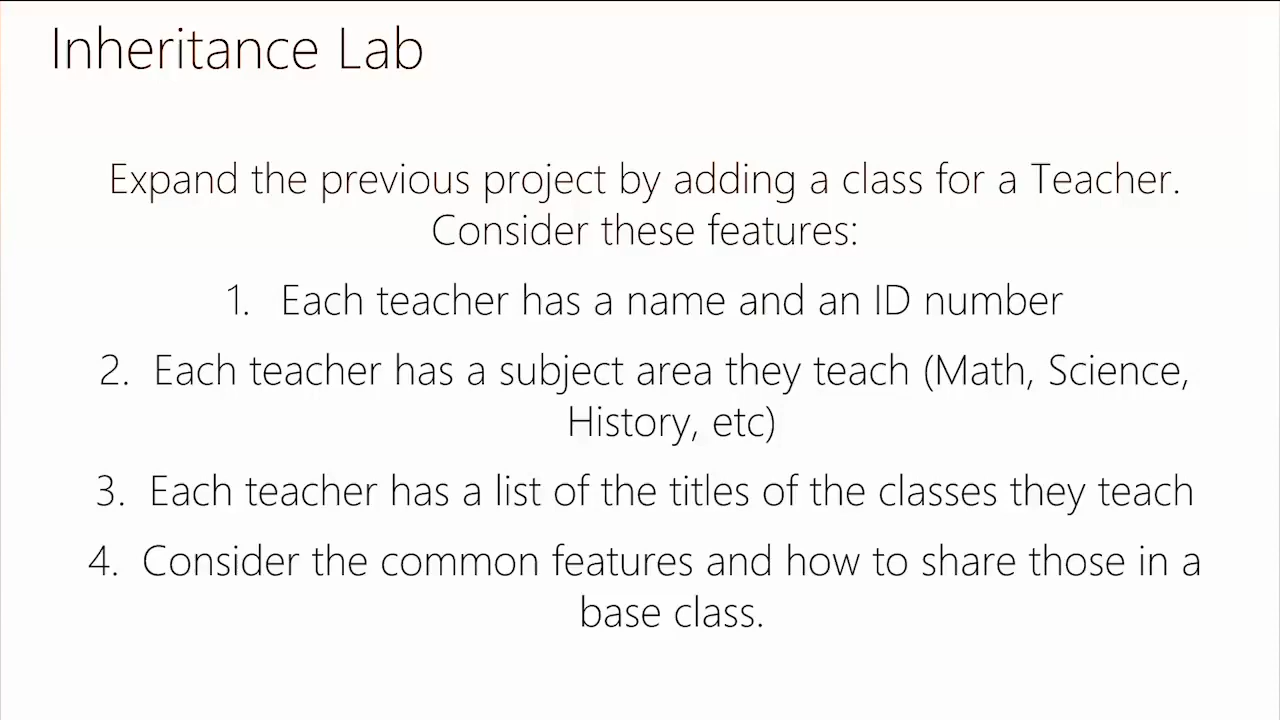 Inheritance Lab
Expand the previous project by adding a class for a Teacher.
Consider these features:
1. Each teacher has a name and an ID number
2. Each teacher has a subject area they teach (Math, Science,
History, etc)
3. Each teacher has a list of the titles of the classes they teach
4. Consider the common features and how to share those in a
base class.